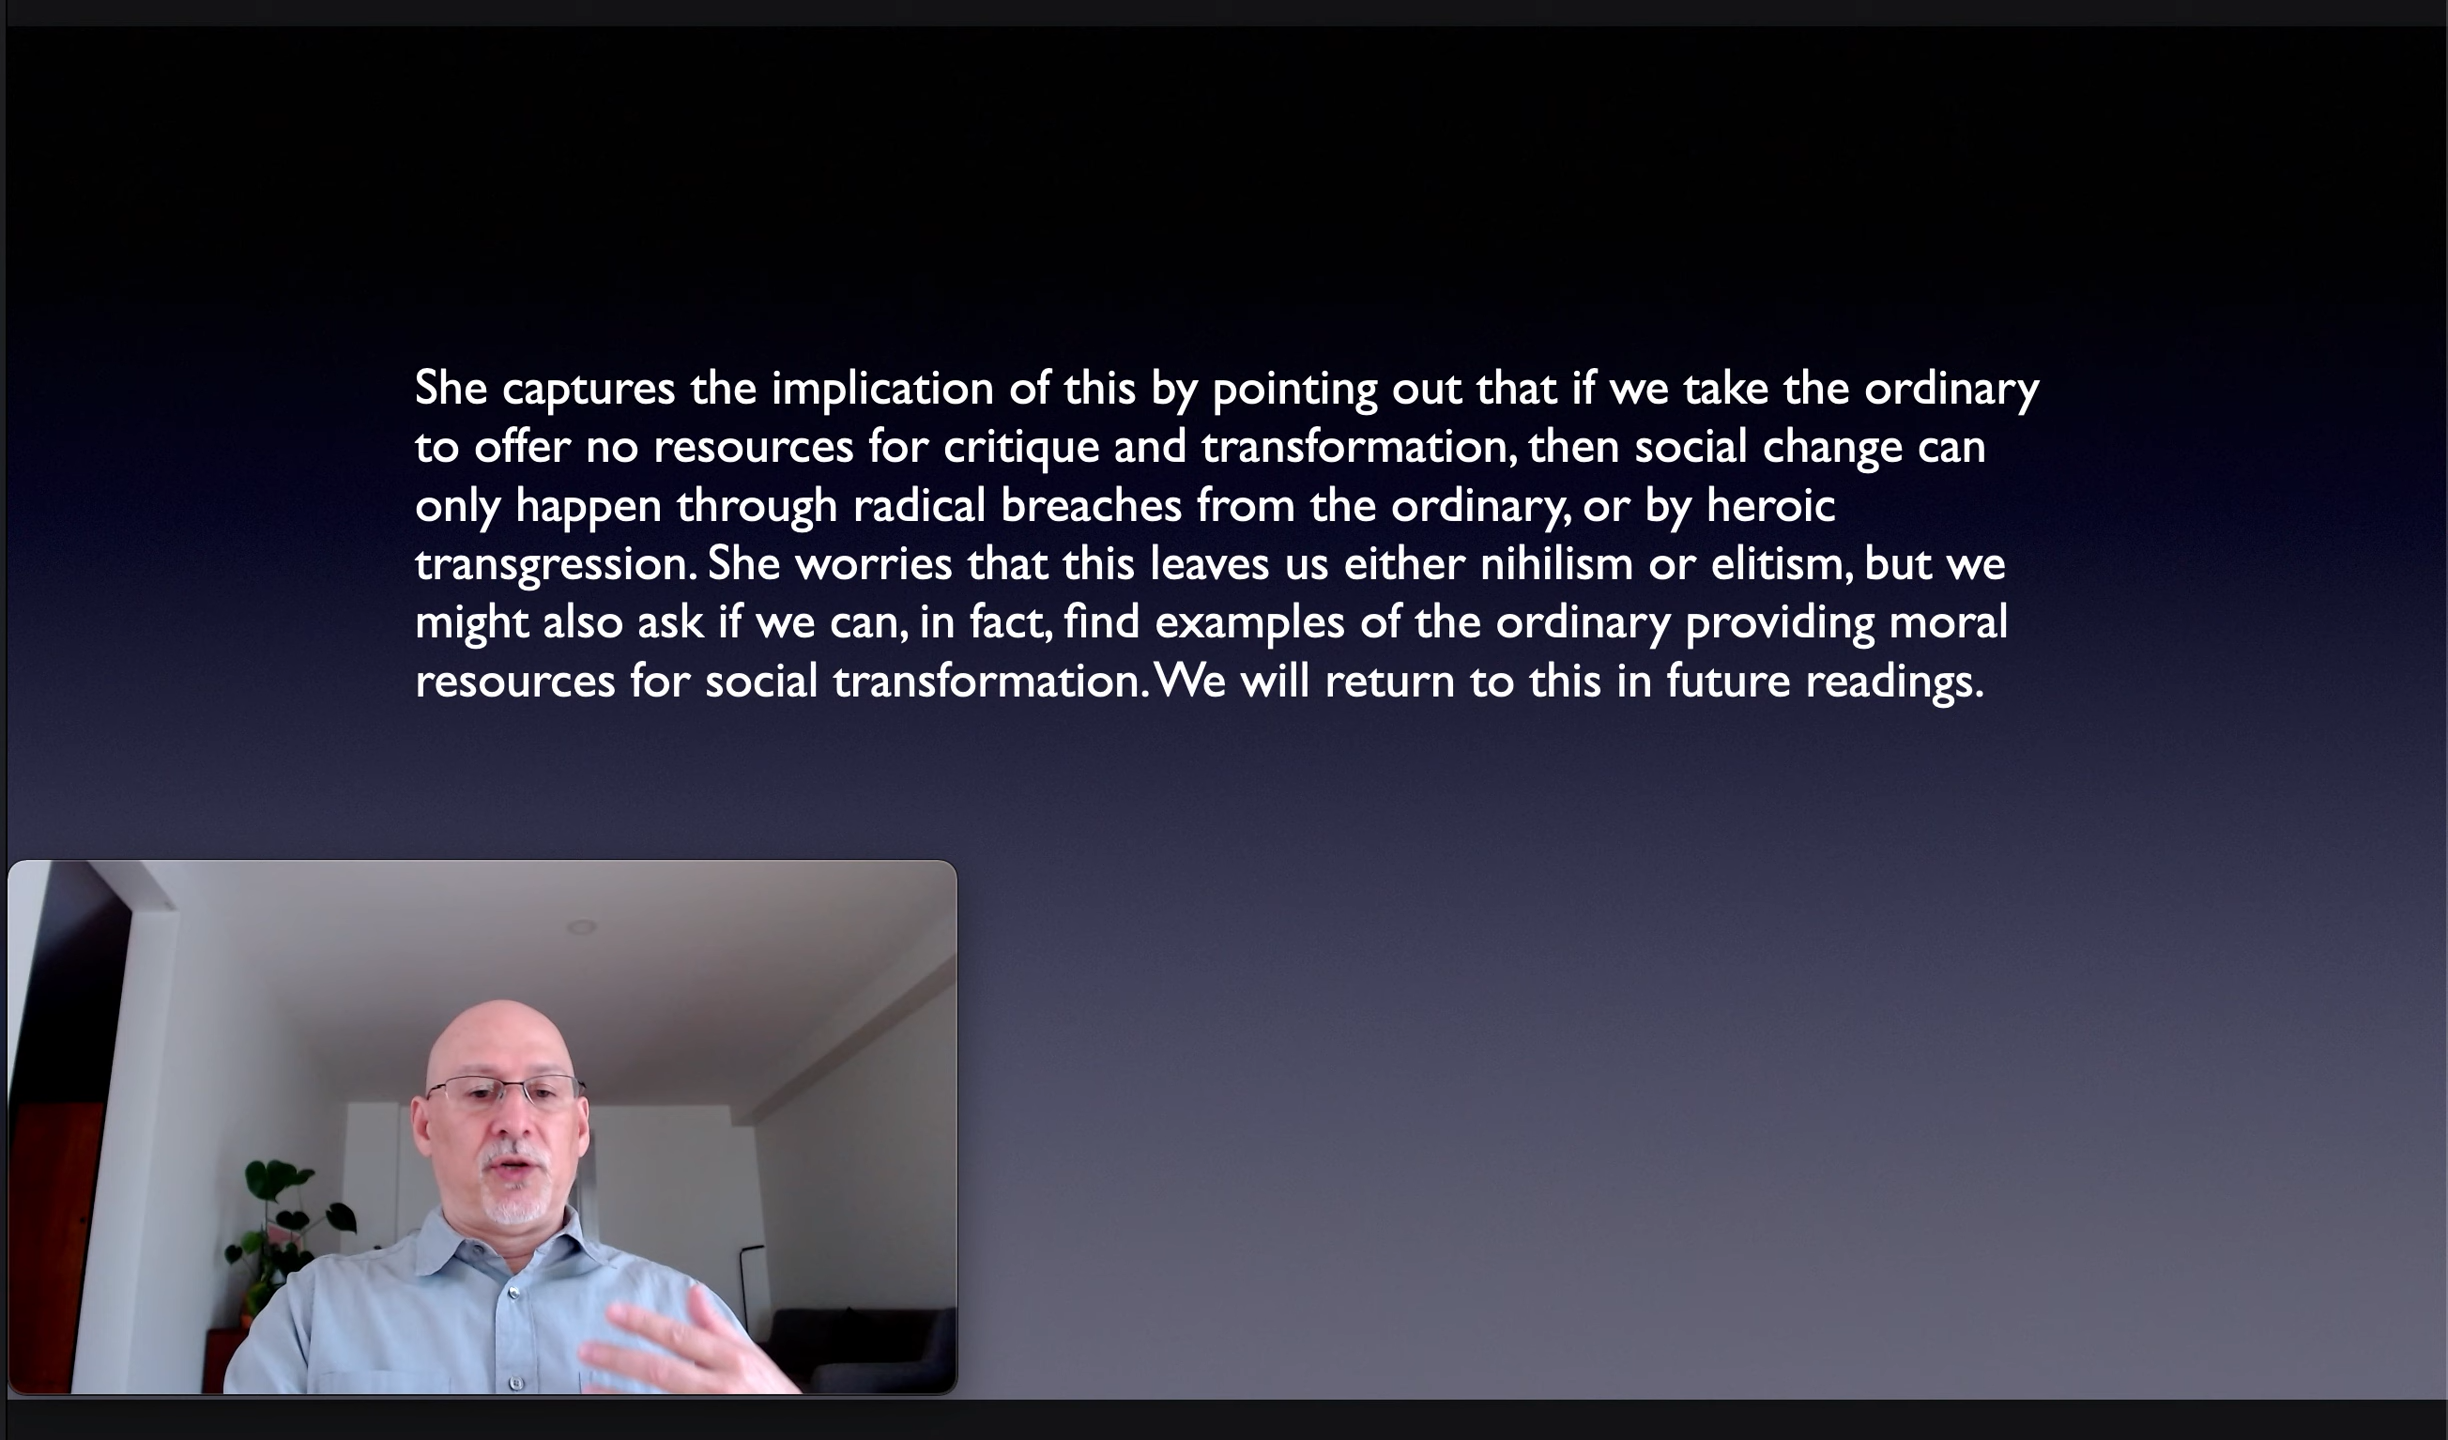 She captures the implication of this by pointing out that if we take the ordinary
to offer no resources for critique and transformation, then social change can
only happen through radical breaches from the ordinary, or by heroic
transgression. She worries that this leaves us either nihilism or elitism, but we
might also ask if we can, in fact, find examples of the ordinary providing moral
resources for social transformation. We will return to this in future readings.